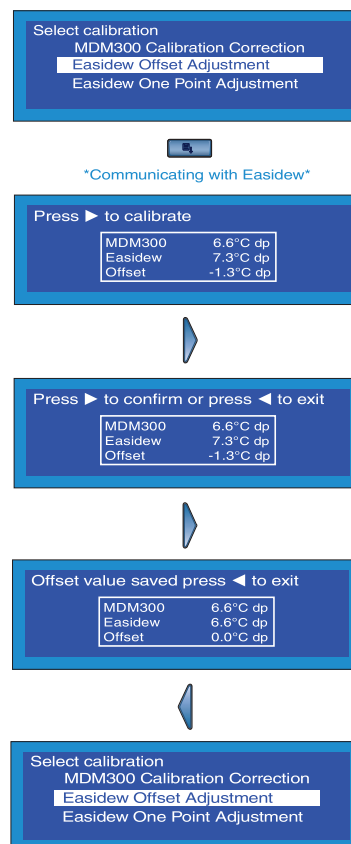 Select calibration
MDM300 Calibration Correction
Easidew Offset Adjustment
Easidew One Point Adjustment
*Communicating with Easidew*
Press ► to calibrate
MDM300 6.6°C dp
Easidew 7.3°C dp
Offset -1.3°C dp
Press ► to confirm or press ◄ to exit
MDM300 6.6°C dp
Easidew 7.3°C dp
Offset -1.3°C dp
Offset value saved press ◄ to exit
MDM300 6.6°C dp
Easidew 6.6°C dp
Offset 0.0°C dp
Select calibration
MDM300 Calibration Correction
Easidew Offset Adjustment
Easidew One Point Adjustment